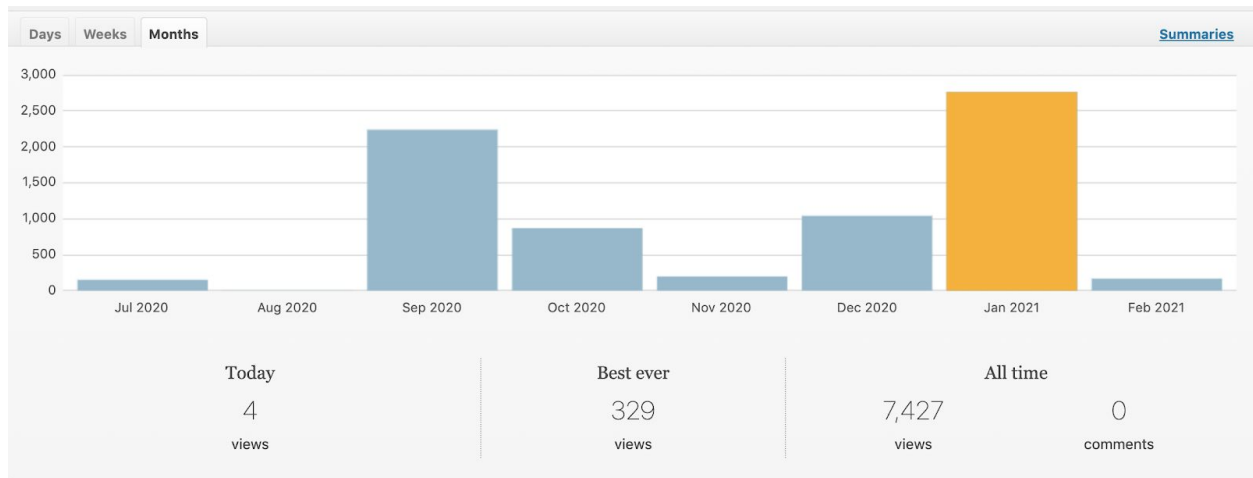 Days Weeks Months Summaries
3,000
2,500
2,000
1,500
1,000
500
0
Jul 2020 Aug 2020 Sep 2020 Oct 2020 Nov 2020 Dec 2020 Jan 2021 Feb 2021
Today Best ever All time
4 329 7,427 0
views views views comments